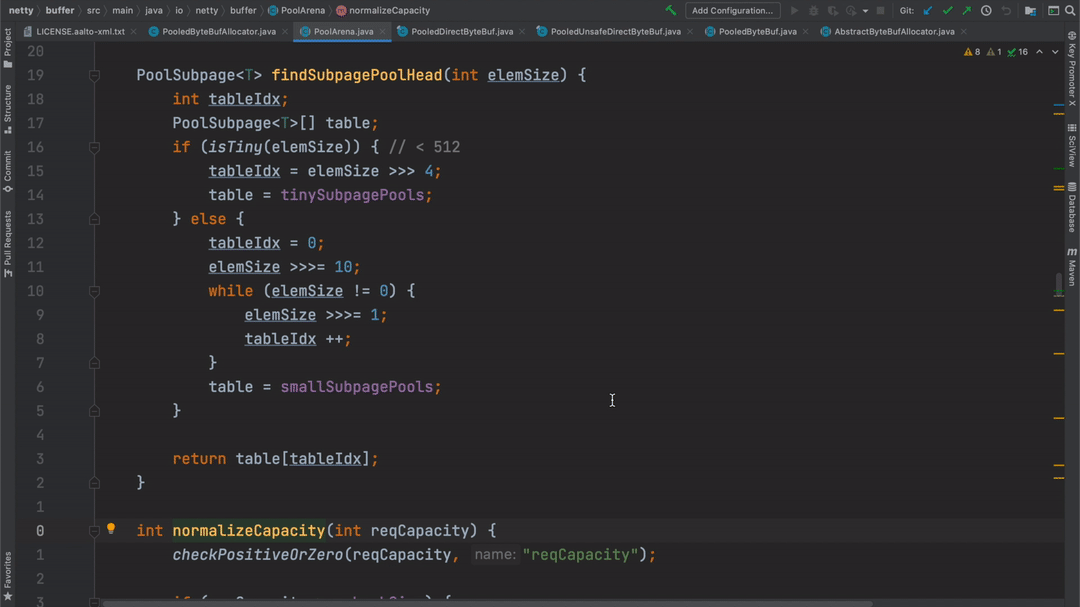 netty buffer src main java io netty buffer PoolArena normalizeCapacity Add Configuration... Git:
LICENSE.aalto-xml.txt PooledByteBufAllocator.java PoolArena.java PooledDirectByteBuf.java PooledUnsafeDirectByteBuf.java PooledByteBuf.java AbstractByteBufAllocator.java
8 1 16
Project
Structure
Commit
Pull Requests
Favorites
Key Promoter X
SciView
Database
Maven
20
19 PoolSubpage<T> findSubpagePoolHead(int elemSize) {
18 int tableIdx;
17 PoolSubpage<T>[] table;
16 if (isTiny(elemSize)) { // < 512
15 tableIdx = elemSize >>> 4;
14 table = tinySubpagePools;
13 } else {
12 tableIdx = 0;
11 elemSize >>>= 10;
10 while (elemSize != 0) {
9 elemSize >>>= 1;
8 tableIdx ++;
7 }
6 table = smallSubpagePools;
5 }
4
3 return table[tableIdx];
2 }
1
0 int normalizeCapacity(int reqCapacity) {
1 checkPositiveOrZero(reqCapacity, name: "reqCapacity");
2
3